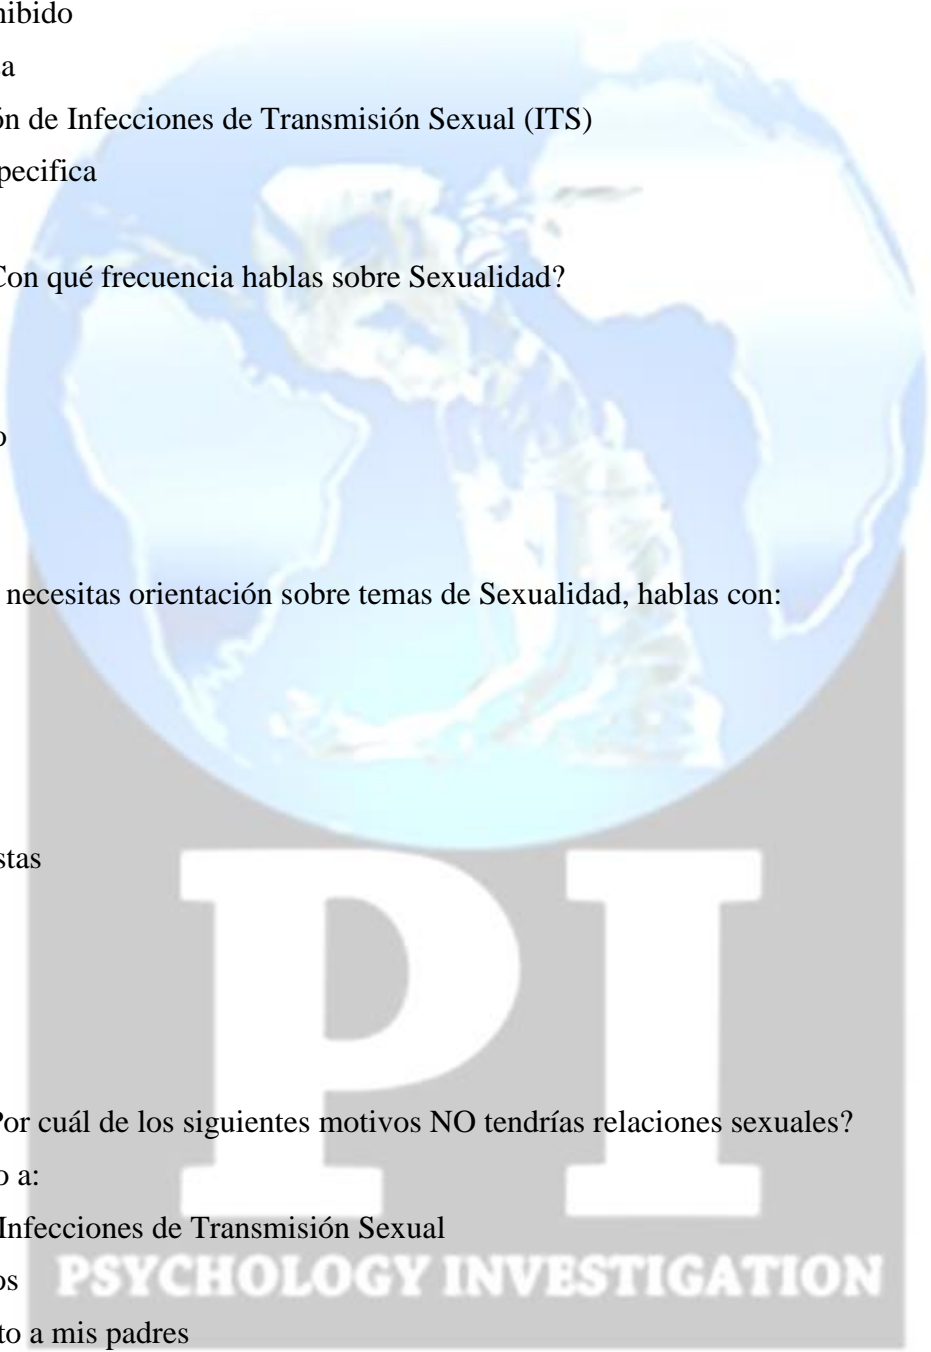 hibido
a
ón de Infecciones de Transmisión Sexual (ITS)
pecifica
Con qué frecuencia hablas sobre Sexualidad?
o
necesitas orientación sobre temas de Sexualidad, hablas con:
stas
Por cuál de los siguientes motivos NO tendrías relaciones sexuales?
o a:
Infecciones de Transmisión Sexual
os
to a mis padres
PI
PSYCHOLOGY INVESTIGATION